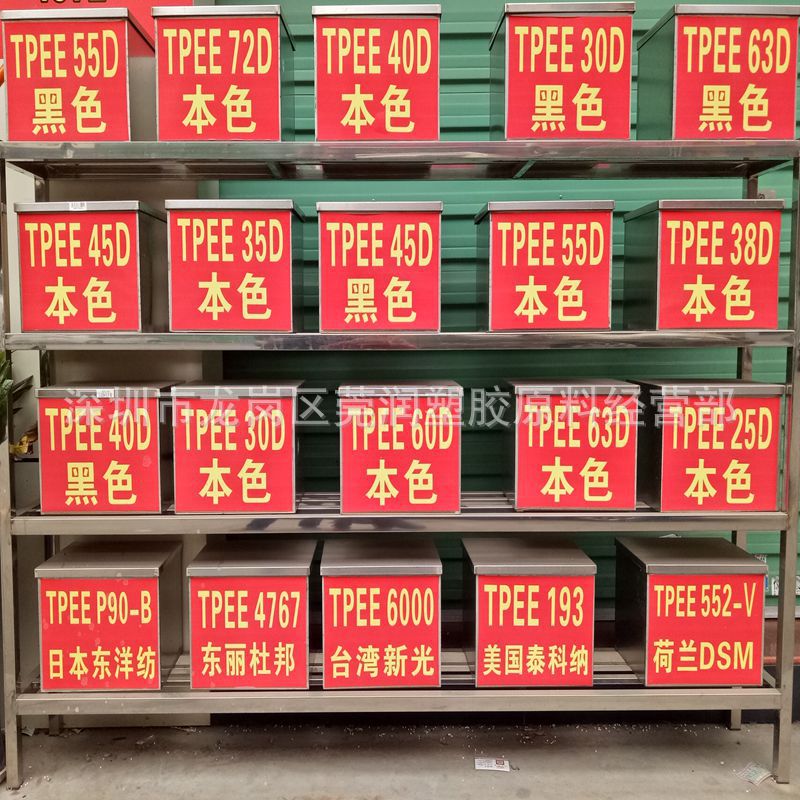 TPEE 55D
黑色
TPEE 72D
本色
TPEE 40D
本色
TPEE 30D
黑色
TPEE 63D
黑色
TPEE 45D
本色
TPEE 35D
本色
TPEE 45D
黑色
TPEE 55D
本色
TPEE 38D
本色
深圳市龙岗区莞润塑胶原料经营部
TPEE 40D
黑色
TPEE 30D
本色
TPEE 60D
本色
TPEE 63D
本色
TPEE 25D
本色
TPEE P90-B
日本东洋纺
TPEE 4767
东丽杜邦
TPEE 6000
台湾新光
TPEE 193
美国泰科纳
TPEE 552-V
荷兰DSM